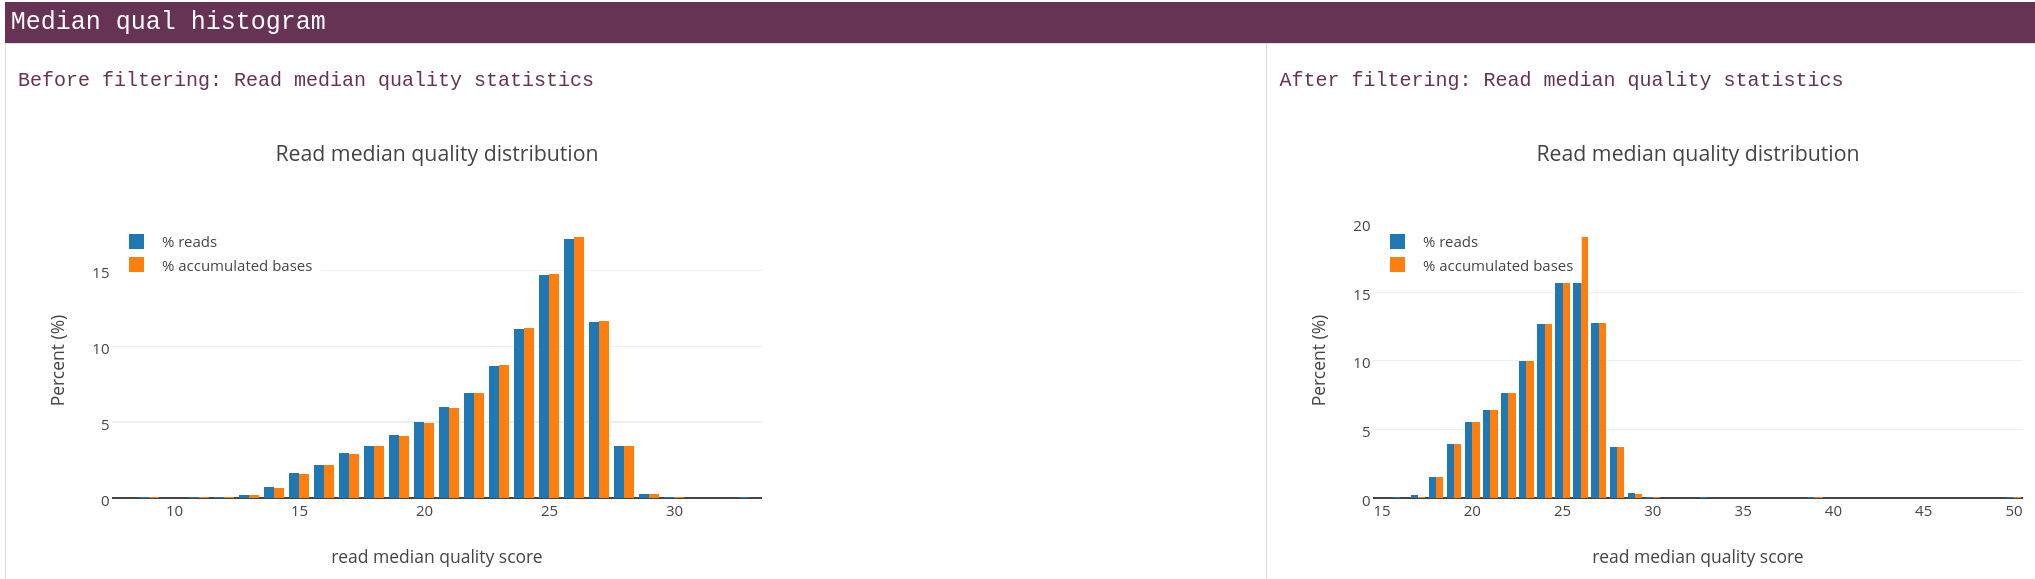 Median qual histogram
Before filtering: Read median quality statistics
Read median quality distribution
% reads
% accumulated bases
15
10
5
0
Percent (%)
10 15 20 25 30
read median quality score
After filtering: Read median quality statistics
Read median quality distribution
% reads
% accumulated bases
20
15
10
5
0
Percent (%)
15 20 25 30 35 40 45 50
read median quality score